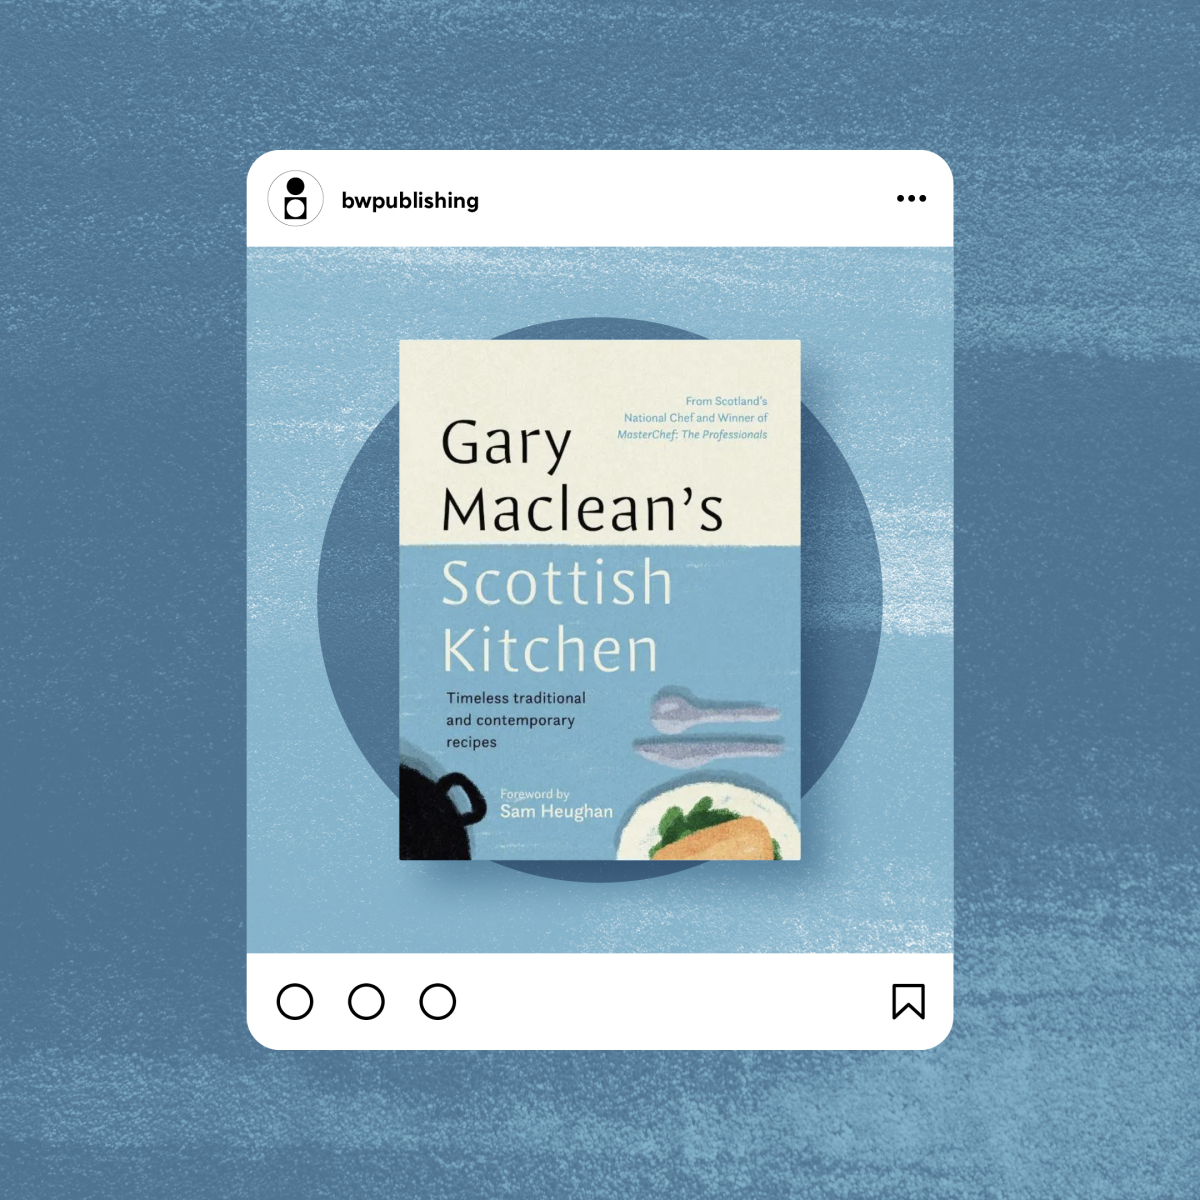 bwpublishing
From Scotland's
National Chef and Winner of
MasterChef: The Professionals
Gary
Maclean's
Scottish
Kitchen
Timeless traditional
and contemporary
recipes
Foreword by
Sam Heughan